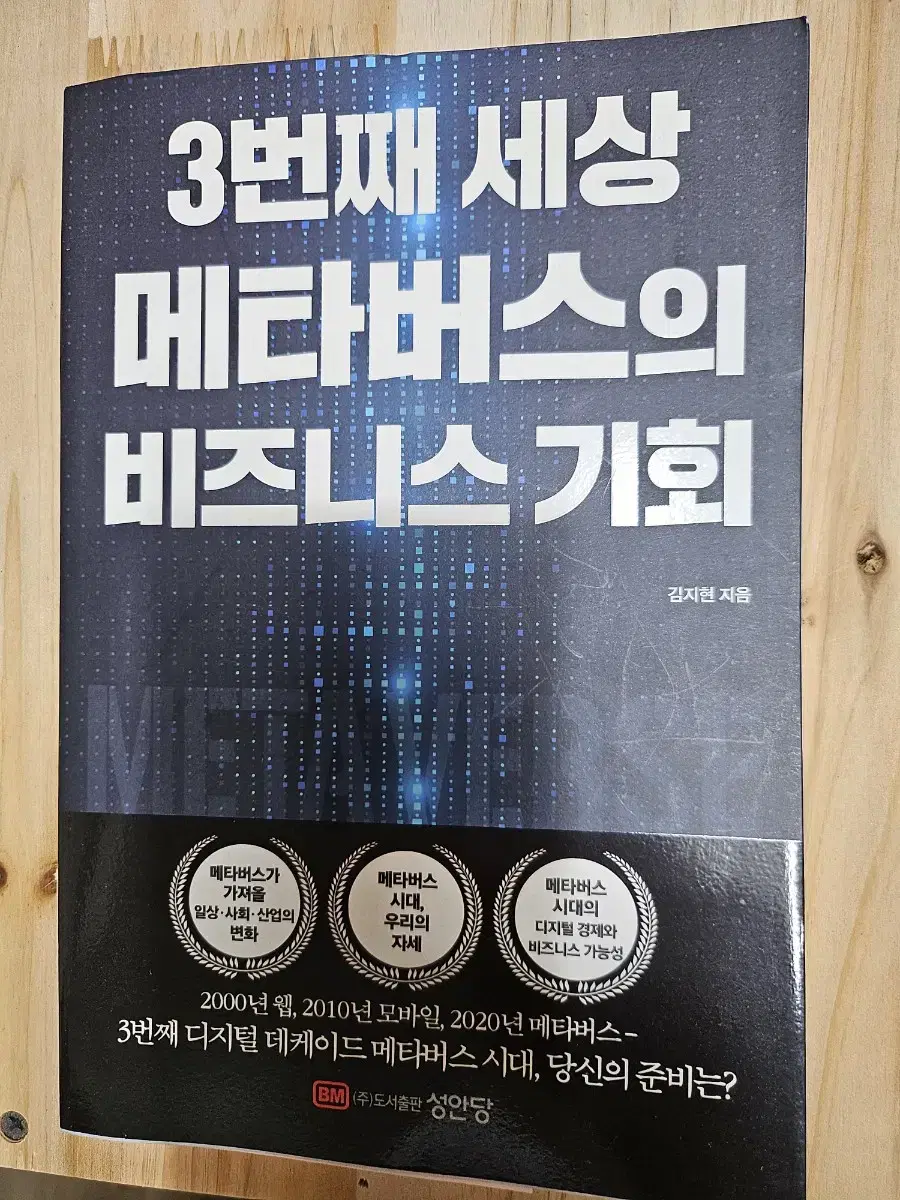 3번째 세상
메타버스의
비즈니스 기회
김지현 지음
METAVERSE
메타버스가
가져올
일상·사회·산업의
변화
메타버스
시대,
우리의
자세
메타버스
시대의
디지털 경제와
비즈니스 가능성
2000년 웹, 2010년 모바일, 2020년 메타버스 –
3번째 디지털 데케이드 메타버스 시대, 당신의 준비는?
BM (주)도서출판 성안당